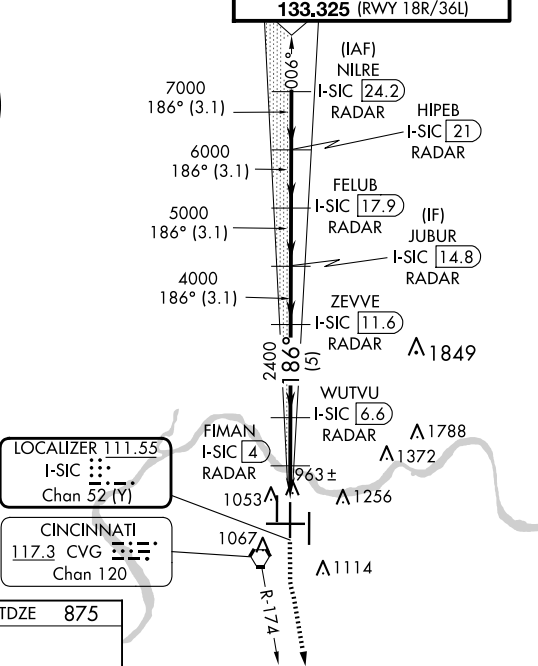 133.325 (RWY 18R/36L)
006°
(IAF)
NILRE
I-SIC 24.2
RADAR
7000
186° (3.1)
HIPEB
I-SIC 21
RADAR
6000
186° (3.1)
FELUB
I-SIC 17.9
RADAR
5000
186° (3.1)
(IF)
JUBUR
I-SIC 14.8
RADAR
4000
186° (3.1)
ZEVVE
I-SIC 11.6
RADAR
2400
186°
(5)
1849
WUTVU
I-SIC 6.6
RADAR
1788
1372
FIMAN
I-SIC 4
RADAR
963±
1053
1256
LOCALIZER 111.55
I-SIC
Chan 52 (Y)
CINCINNATI
117.3 CVG
Chan 120
1067
1114
R-174
TDZE 875